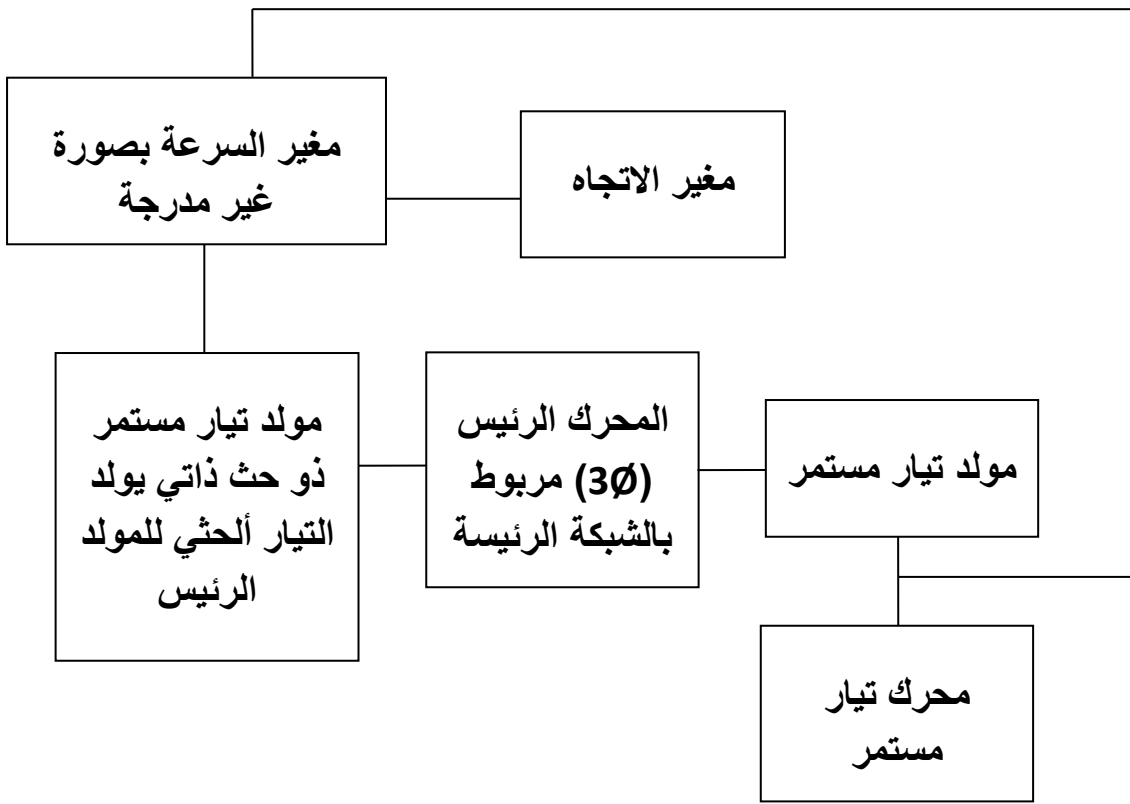 مغير السرعة بصورة
غير مدرجة
مغير الاتجاه
مولد تيار مستمر
ذو حث ذاتي يولد
التيار ألحثي للمولد
الرئيس
المحرك الرئيس
(3Ø) مربوط
بالشبكة الرئيسة
مولد تيار مستمر
محرك تيار
مستمر